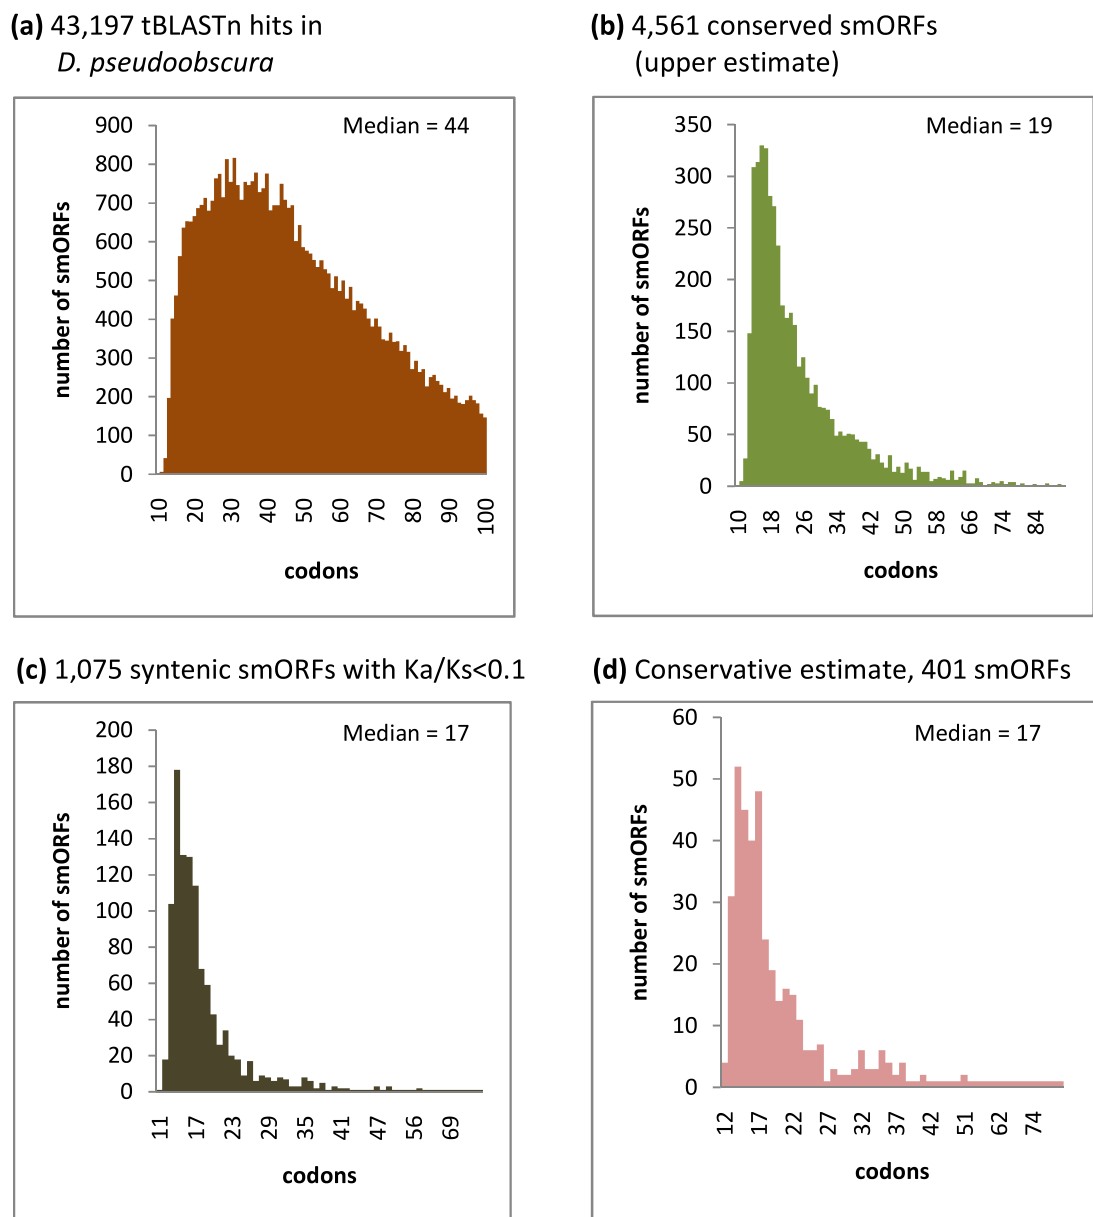 (a) 43,197 tBLASTn hits in
D. pseudoobscura
Median = 44
number of smORFs
900
800
700
600
500
400
300
200
100
0
10 20 30 40 50 60 70 80 90 100
codons
(b) 4,561 conserved smORFs
(upper estimate)
Median = 19
number of smORFs
350
300
250
200
150
100
50
0
10 18 26 34 42 50 58 66 74 84
codons
(c) 1,075 syntenic smORFs with Ka/Ks<0.1
Median = 17
number of smORFs
200
180
160
140
120
100
80
60
40
20
0
11 17 23 29 35 41 47 56 69
codons
(d) Conservative estimate, 401 smORFs
Median = 17
number of smORFs
60
50
40
30
20
10
0
12 17 22 27 32 37 42 51 62 74
codons